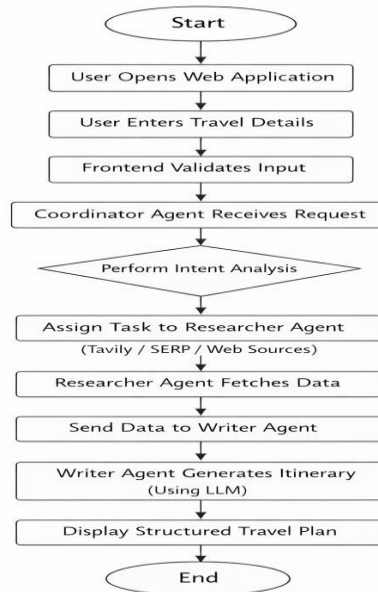 Start
User Opens Web Application
User Enters Travel Details
Frontend Validates Input
Coordinator Agent Receives Request
Perform Intent Analysis
Assign Task to Researcher Agent
(Tavily / SERP / Web Sources)
Researcher Agent Fetches Data
Send Data to Writer Agent
Writer Agent Generates Itinerary
(Using LLM)
Display Structured Travel Plan
End